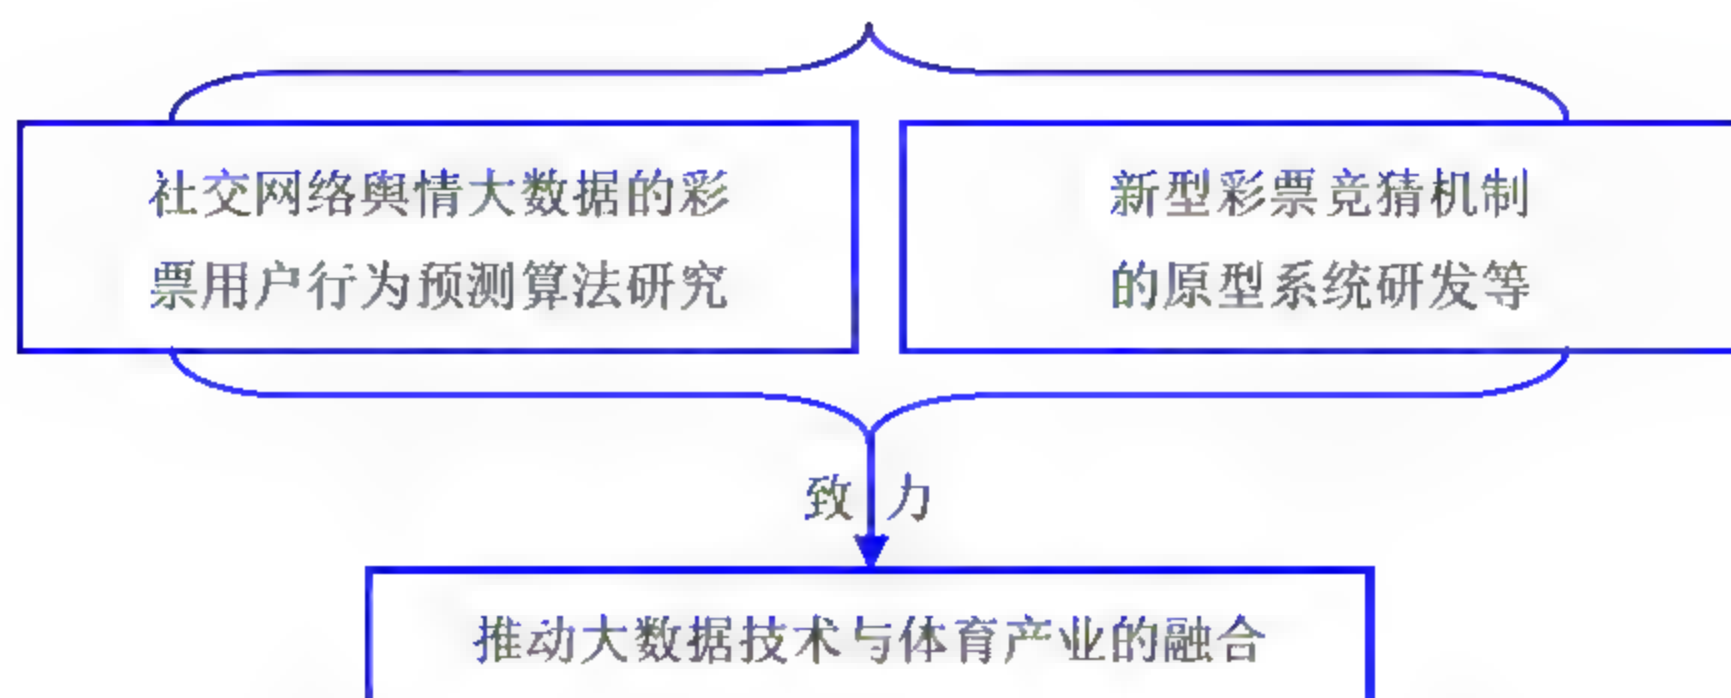 社交网络舆情大数据的彩
票用户行为预测算法研究
新型彩票竞猜机制
的原型系统研发等
致力
推动大数据技术与体育产业的融合